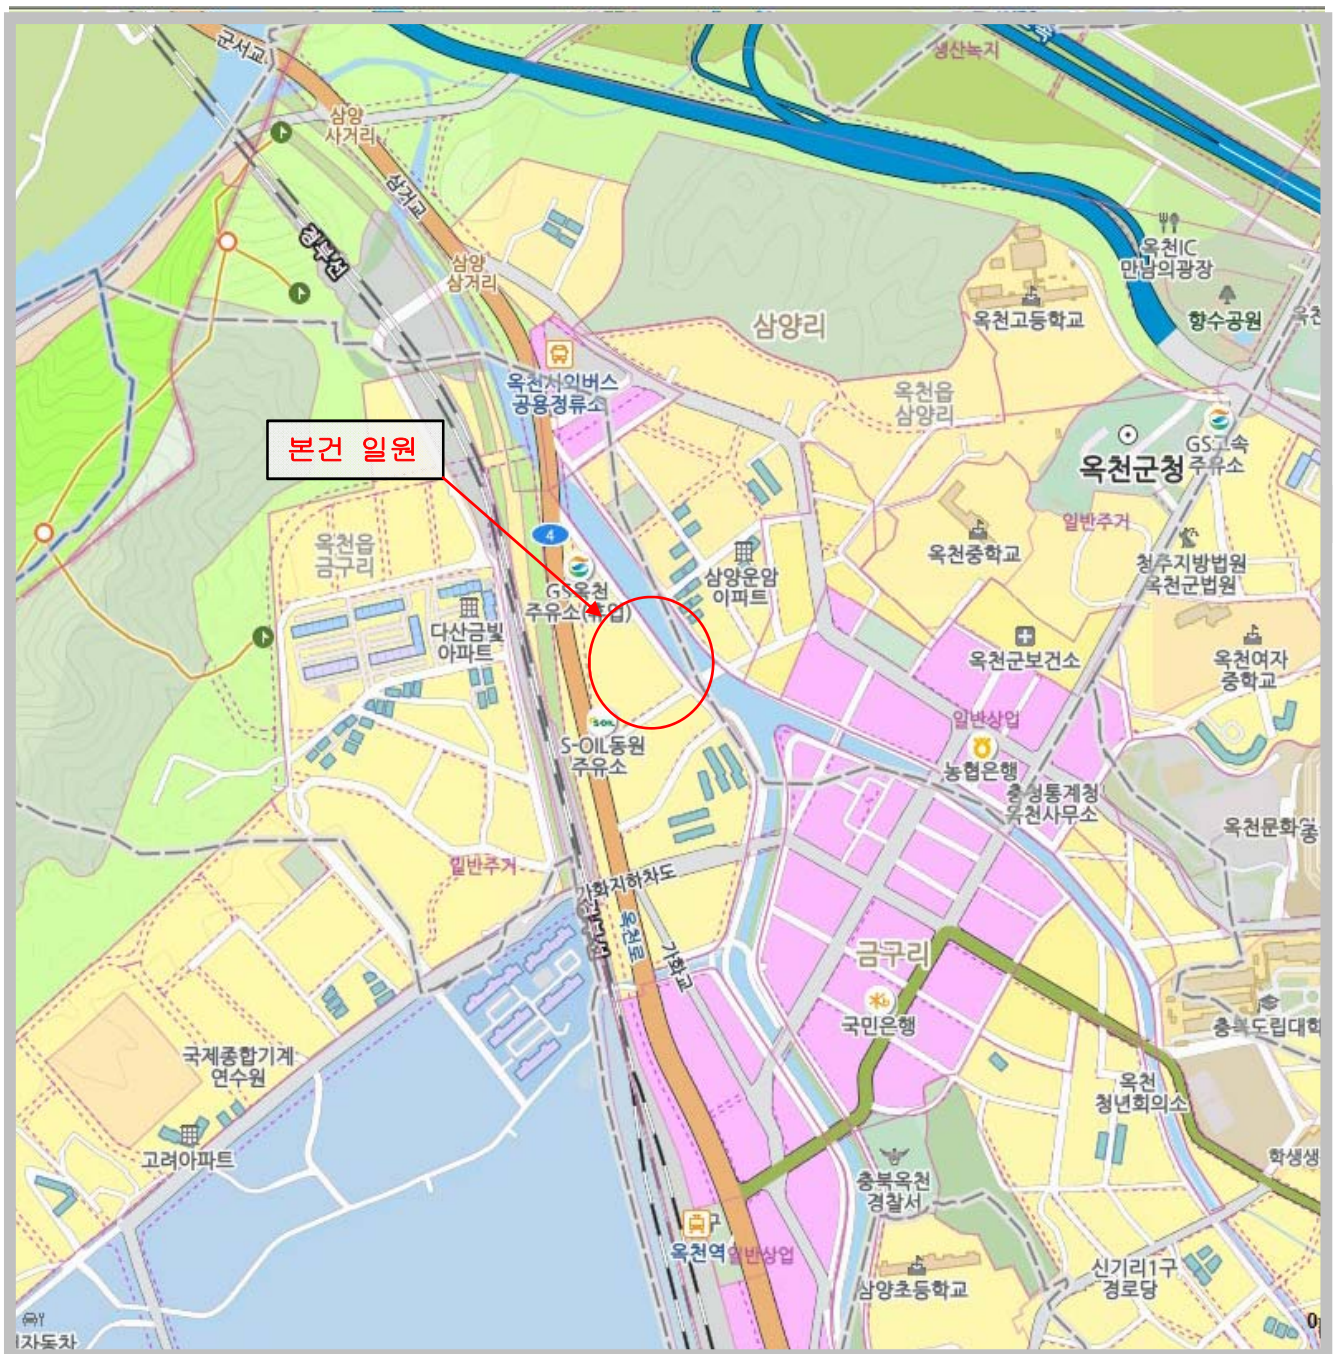 군서교
생산녹지
삼양
사거리
삼거교
경부선
삼양
삼거리
옥천IC
만남의광장
옥천고등학교
향수공원
삼양리
옥천시외버스
공용정류소
옥천읍
삼양리
본건 일원
옥천군청
GS고속
주유소
일반주거
4
옥천읍
금구리
옥천중학교
청주지방법원
옥천군법원
GS옥천
주유소(휴업)
삼양운암
아파트
다산금빛
아파트
옥천군보건소
옥천여자
중학교
S-OIL
S-OIL동원
주유소
일반상업
농협은행
충청통계청
옥천사무소
옥천문화
일반주거
가화지하차도
옥천로
가화교
금구리
국민은행
충북도립대학
국제종합기계
연수원
옥천
청년회의소
고려아파트
충북옥천
경찰서
학생생
옥천역
일반상업
삼양초등학교
신기리1구
경로당
자동차